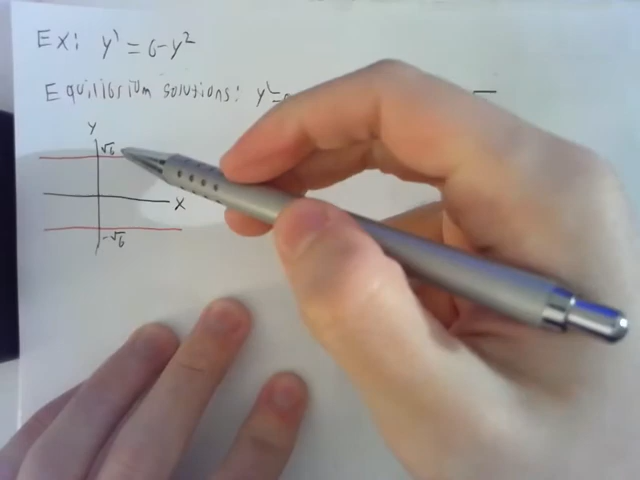 Ex: y' = 6-y²
Equilibrium solutions: y'=
y
√6
x
-√6